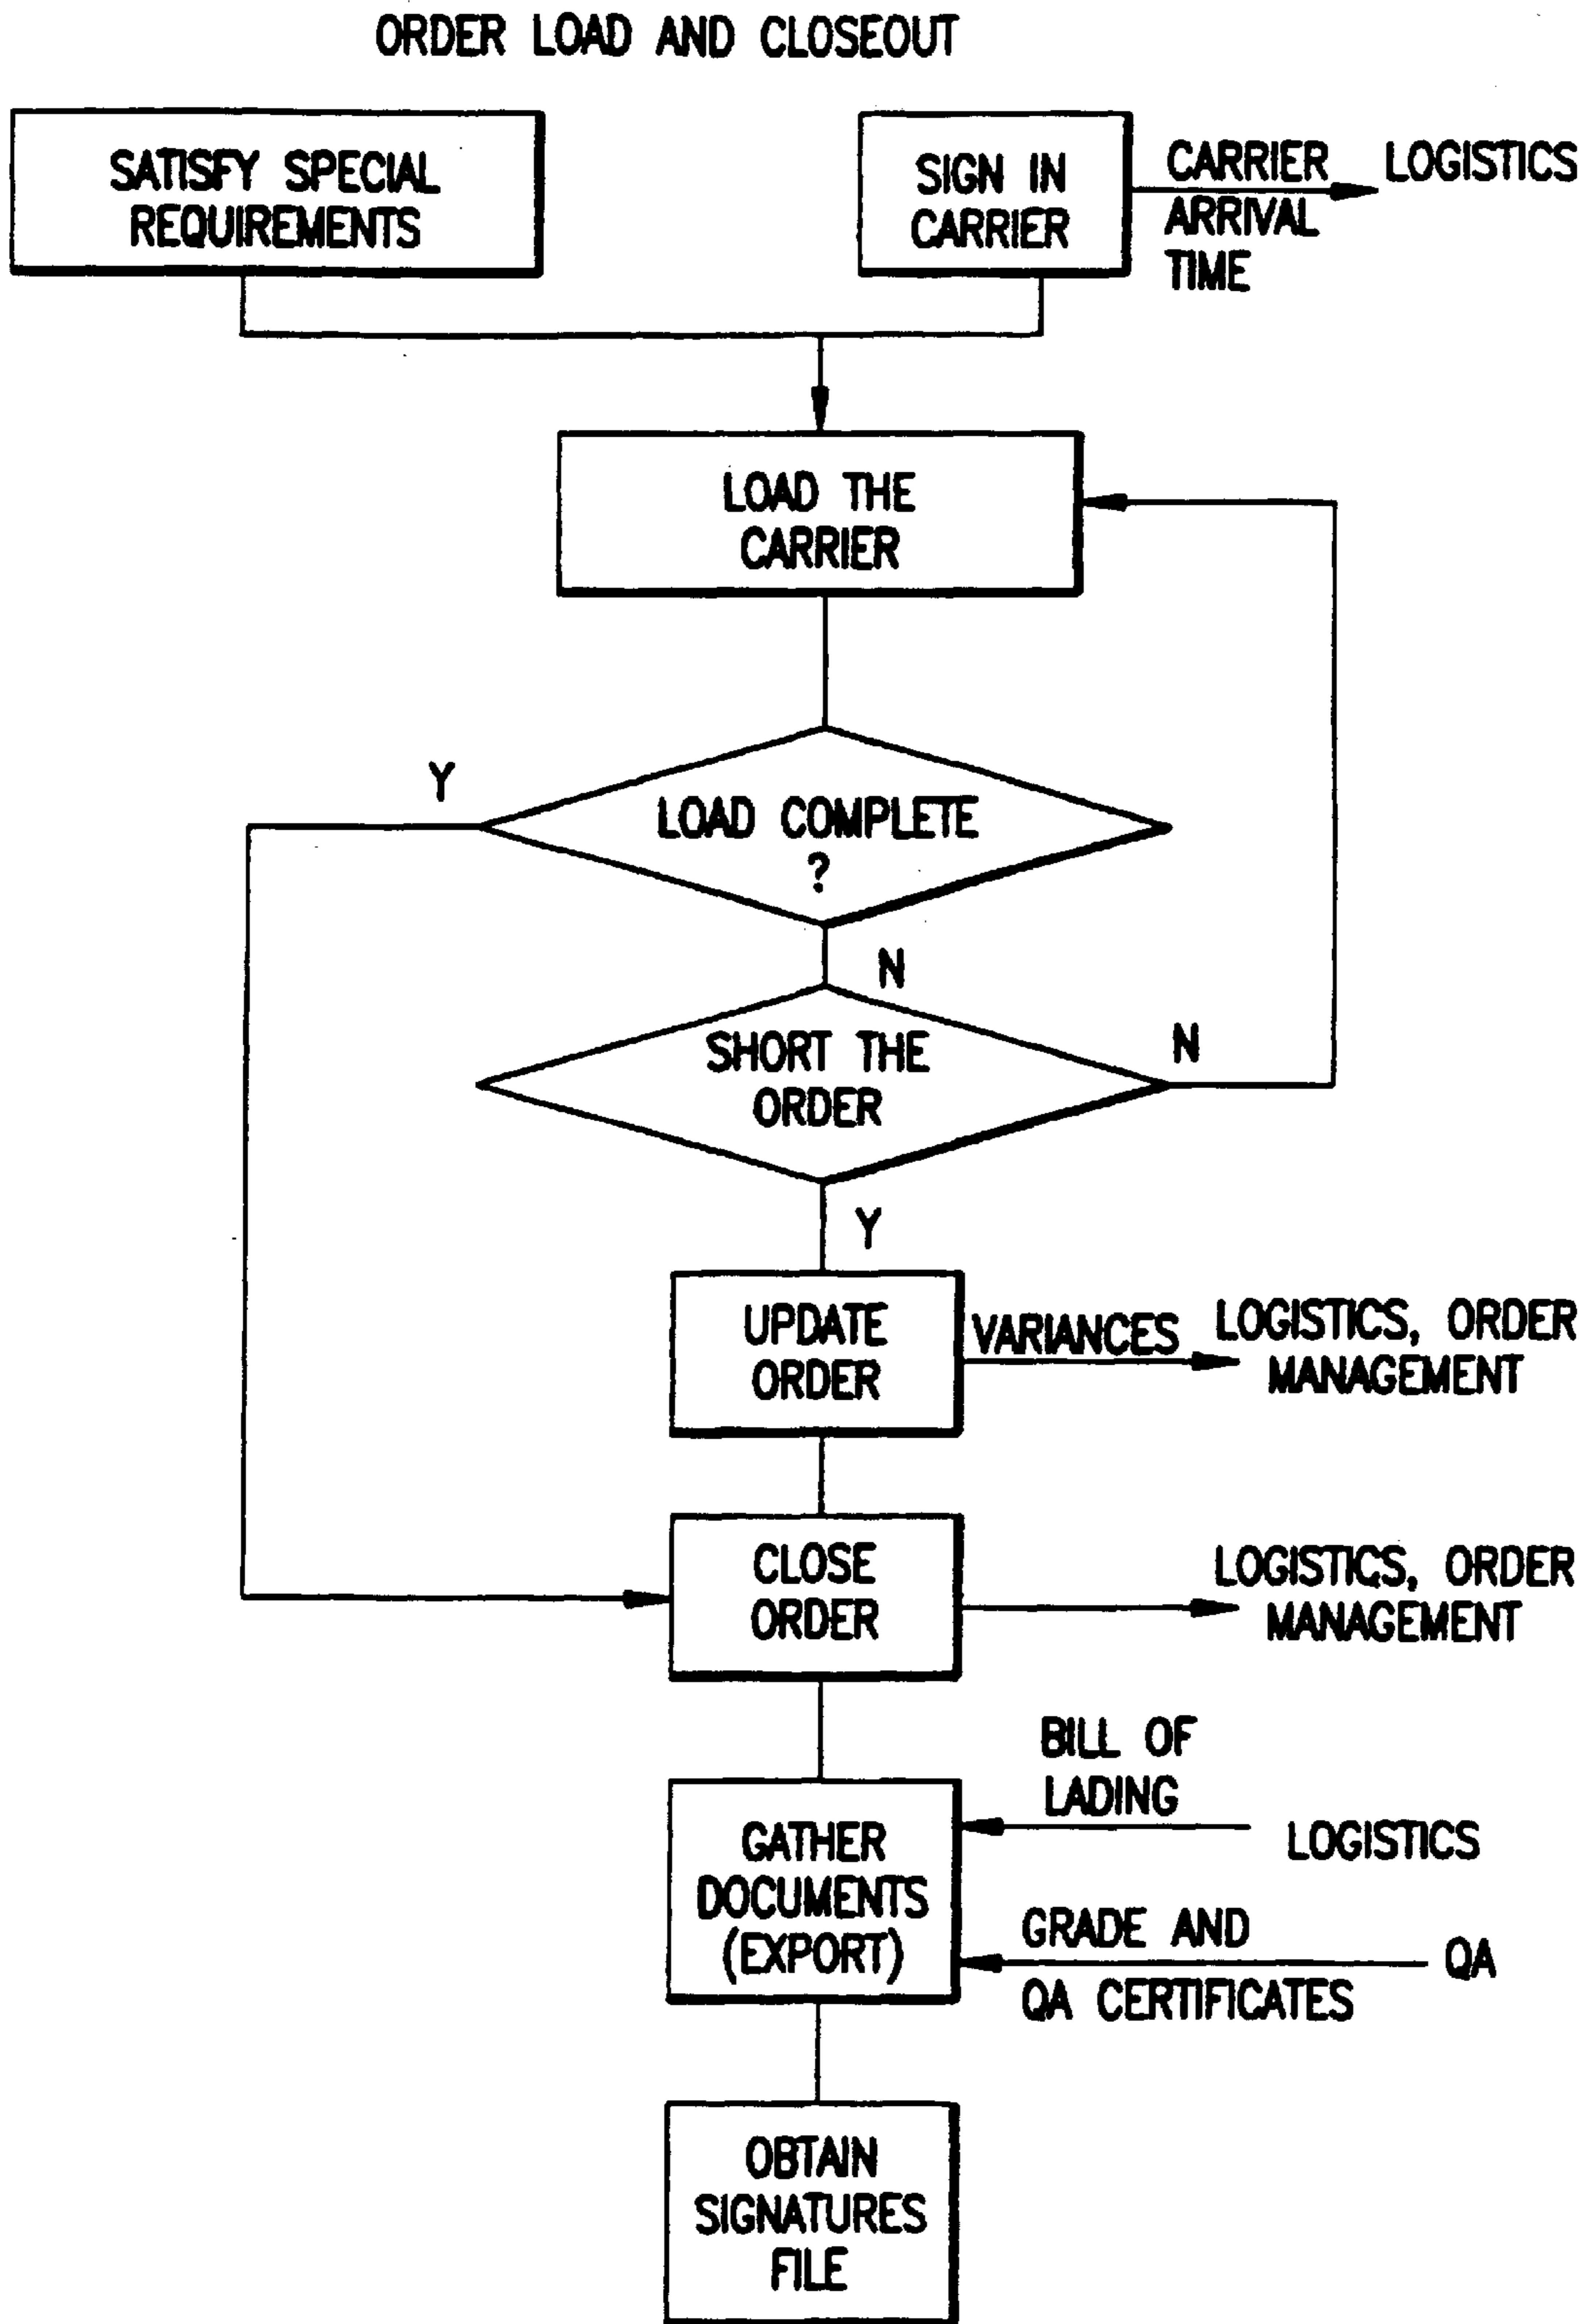 ORDER LOAD AND CLOSEOUT
SATISFY SPECIAL
REQUIREMENTS
SIGN IN
CARRIER
CARRIER
ARRIVAL
TIME
LOGISTICS
LOAD THE
CARRIER
Y
LOAD COMPLETE
?
N
SHORT THE
ORDER
N
Y
UPDATE
ORDER
VARIANCES
LOGISTICS, ORDER
MANAGEMENT
CLOSE
ORDER
LOGISTICS, ORDER
MANAGEMENT
BILL OF
LADING
LOGISTICS
GATHER
DOCUMENTS
(EXPORT)
GRADE AND
QA CERTIFICATES
QA
OBTAIN
SIGNATURES
FILE